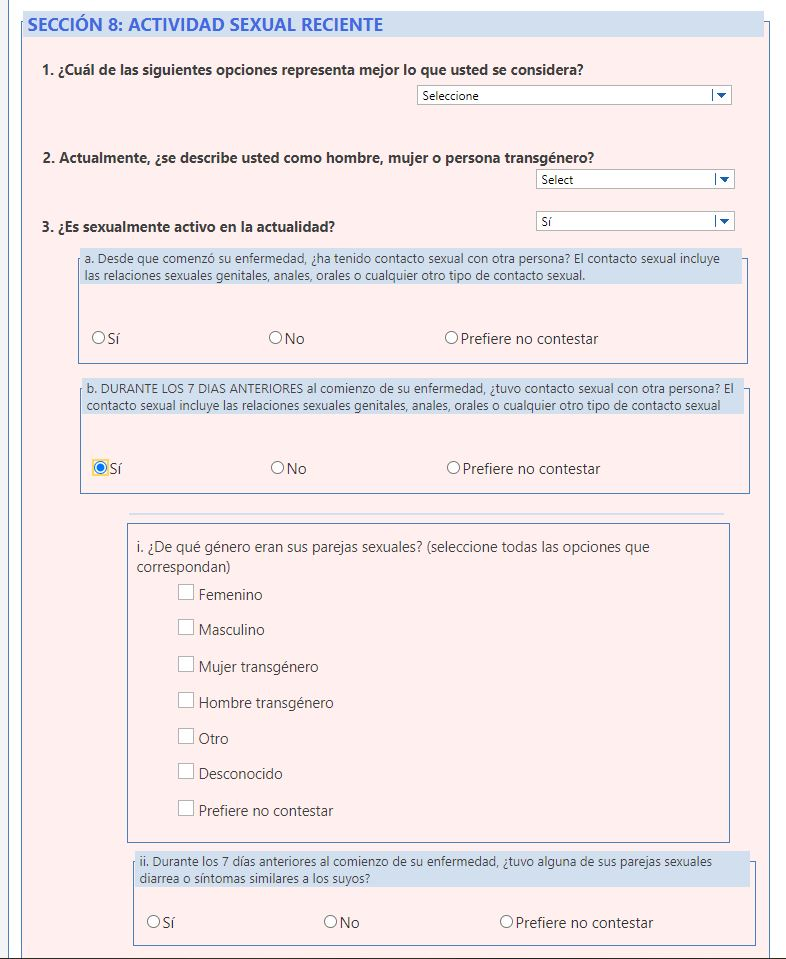 SECCIÓN 8: ACTIVIDAD SEXUAL RECIENTE
1. ¿Cuál de las siguientes opciones representa mejor lo que usted se considera?
Seleccione
2. Actualmente, ¿se describe usted como hombre, mujer o persona transgénero?
Select
3. ¿Es sexualmente activo en la actualidad?
Sí
a. Desde que comenzó su enfermedad, ¿ha tenido contacto sexual con otra persona? El contacto sexual incluye
las relaciones sexuales genitales, anales, orales o cualquier otro tipo de contacto sexual.
Sí No Prefiere no contestar
b. DURANTE LOS 7 DIAS ANTERIORES al comienzo de su enfermedad, ¿tuvo contacto sexual con otra persona? El
contacto sexual incluye las relaciones sexuales genitales, anales, orales o cualquier otro tipo de contacto sexual
Sí No Prefiere no contestar
i. ¿De qué género eran sus parejas sexuales? (seleccione todas las opciones que
correspondan)
Femenino
Masculino
Mujer transgénero
Hombre transgénero
Otro
Desconocido
Prefiere no contestar
ii. Durante los 7 días anteriores al comienzo de su enfermedad, ¿tuvo alguna de sus parejas sexuales
diarrea o síntomas similares a los suyos?
Sí No Prefiere no contestar